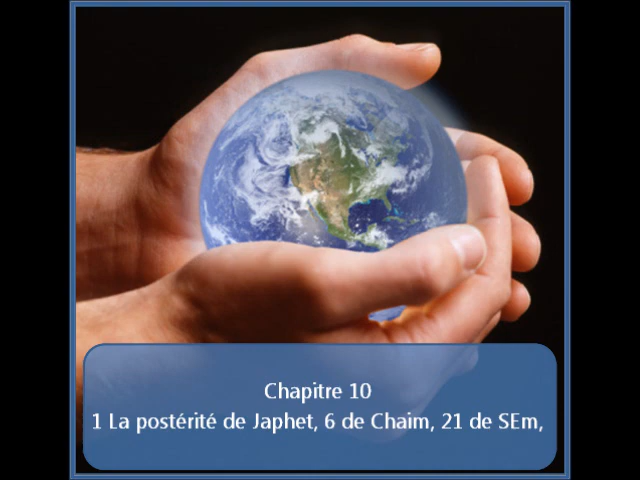 Chapitre 10
1 La postérité de Japhet, 6 de Chaim, 21 de SEm,